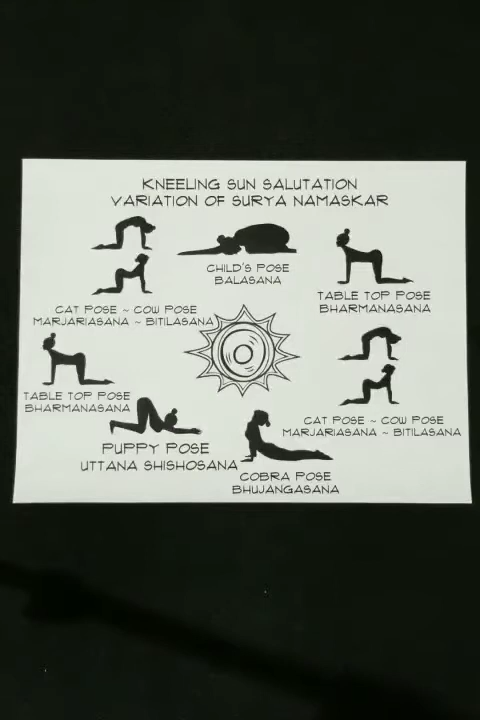 KNEELING SUN SALUTATION
VARIATION OF SURYA NAMASKAR
CHILD'S POSE
BALASANA
TABLE TOP POSE
BHARMANASANA
CAT POSE ~ COW POSE
MARJARIASANA ~ BITILASANA
COBRA POSE
BHUJANGASANA
PUPPY POSE
UTTANA SHISHOSANA
TABLE TOP POSE
BHARMANASANA
CAT POSE ~ COW POSE
MARJARIASANA ~ BITILASANA